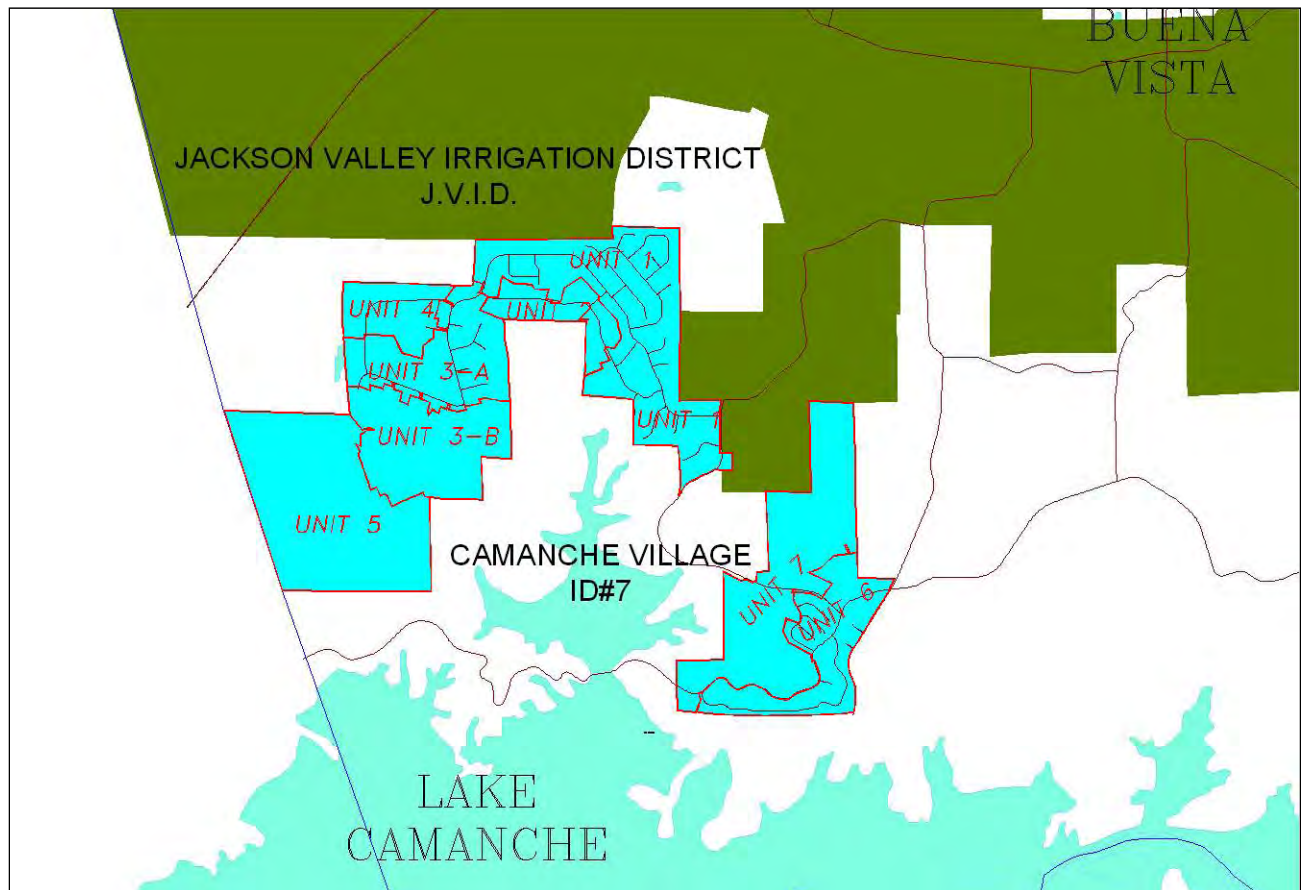 BUENA
VISTA
JACKSON VALLEY IRRIGATION DISTRICT
J.V.I.D.
UNIT 1
UNIT 4
UNIT
UNIT 3-A
UNIT 1
UNIT 3-B
UNIT 5
CAMANCHE VILLAGE
ID#7
UNIT 7
UNIT 6
UNIT
--
LAKE
CAMANCHE